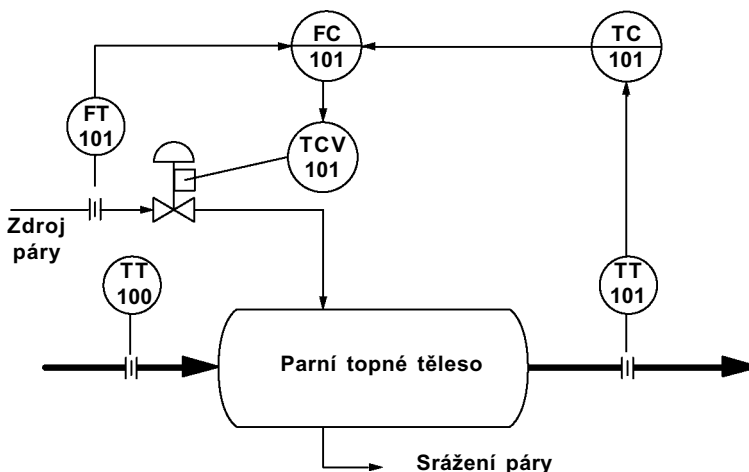 FC
101
TC
101
FT
101
TCV
101
Zdroj
páry
TT
100
TT
101
Parní topné těleso
Srážení páry